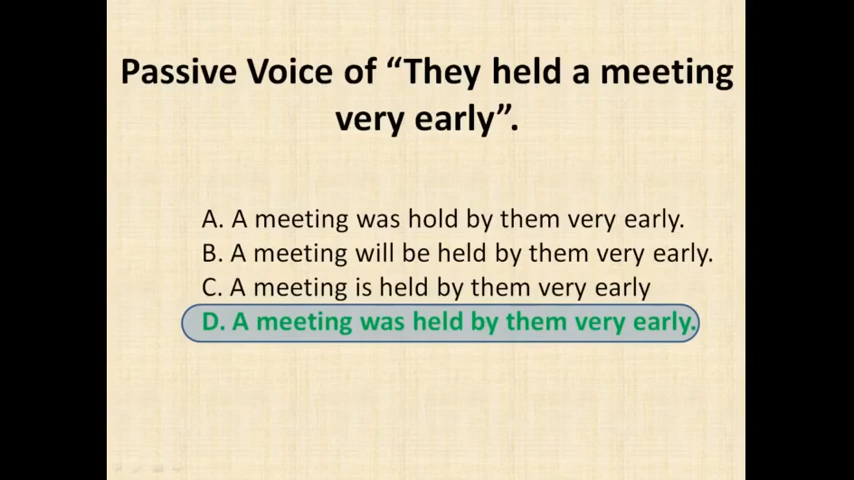 Passive Voice of “They held a meeting
very early”.
A. A meeting was hold by them very early.
B. A meeting will be held by them very early.
C. A meeting is held by them very early
D. A meeting was held by them very early.